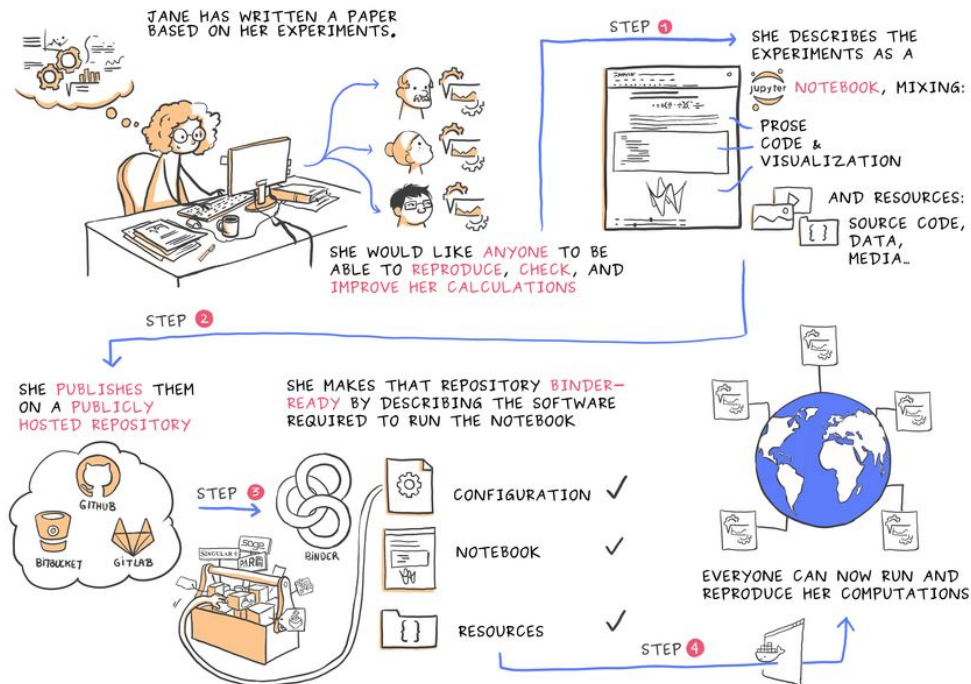 JANE HAS WRITTEN A PAPER
BASED ON HER EXPERIMENTS.
SHE WOULD LIKE ANYONE TO BE
ABLE TO REPRODUCE, CHECK, AND
IMPROVE HER CALCULATIONS
STEP 1
SHE DESCRIBES THE
EXPERIMENTS AS A
jupyter NOTEBOOK, MIXING:
PROSE
CODE &
VISUALIZATION
AND RESOURCES:
SOURCE CODE,
DATA,
MEDIA...
STEP 2
SHE PUBLISHES THEM
ON A PUBLICLY
HOSTED REPOSITORY
GITHUB
BITBUCKET
GITLAB
STEP 3
SHE MAKES THAT REPOSITORY BINDER-
READY BY DESCRIBING THE SOFTWARE
REQUIRED TO RUN THE NOTEBOOK
BINDER
SINGULAR
sage
PARI
CONFIGURATION ✓
NOTEBOOK ✓
{ } RESOURCES ✓
STEP 4
EVERYONE CAN NOW RUN AND
REPRODUCE HER COMPUTATIONS